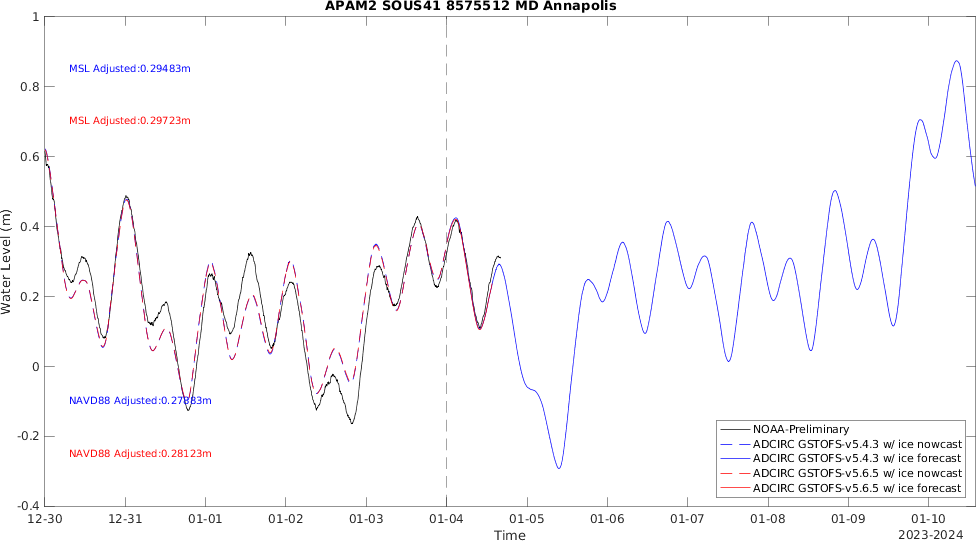 APAM2 SOUS41 8575512 MD Annapolis
1
0.8
0.6
0.4
0.2
0
-0.2
-0.4
Water Level (m)
MSL Adjusted:0.29483m
MSL Adjusted:0.29723m
NAVD88 Adjusted:0.27883m
NAVD88 Adjusted:0.28123m
NOAA-Preliminary
ADCIRC GSTOFS-v5.4.3 w/ ice nowcast
ADCIRC GSTOFS-v5.4.3 w/ ice forecast
ADCIRC GSTOFS-v5.6.5 w/ ice nowcast
ADCIRC GSTOFS-v5.6.5 w/ ice forecast
12-30 12-31 01-01 01-02 01-03 01-04 01-05 01-06 01-07 01-08 01-09 01-10
Time
2023-2024